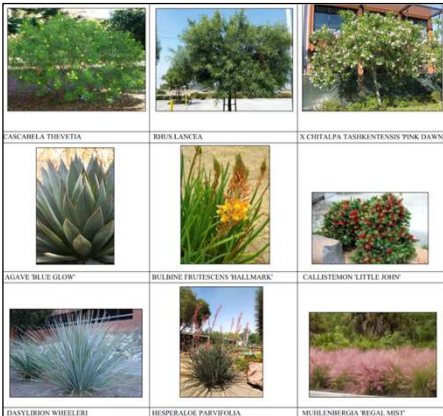 CASCABELA THEVETIA
RHUS LANCEA
X CHITALPA TASHKENTENSIS 'PINK DAWN
AGAVE 'BLUE GLOW'
BULBINE FRUTESCENS 'HALLMARK'
CALLISTEMON 'LITTLE JOHN'
DASYLIRION WHEELERI
HESPERALOE PARVIFOLIA
MUHLENBERGIA 'REGAL MIST'